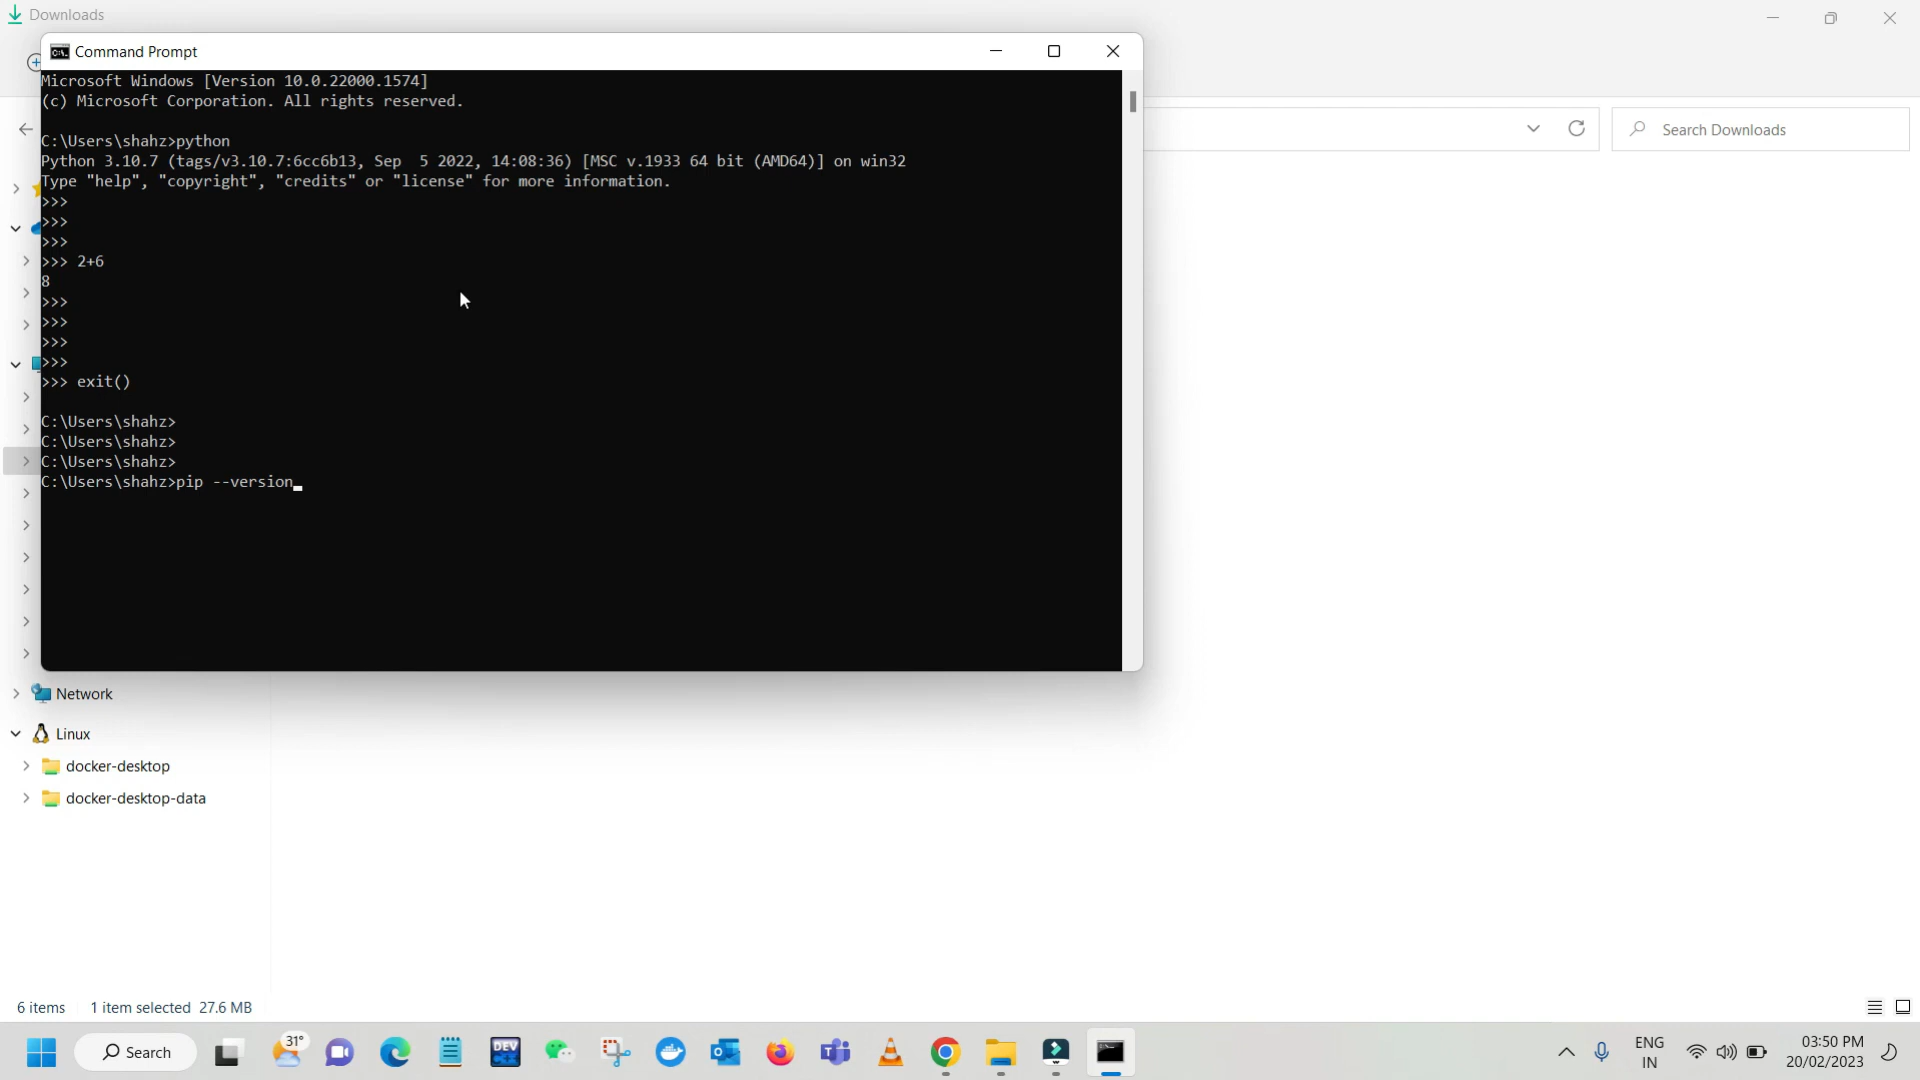 Downloads
Command Prompt
Microsoft Windows [Version 10.0.22000.1574]
(c) Microsoft Corporation. All rights reserved.
C:\Users\shahz>python
Python 3.10.7 (tags/v3.10.7:6cc6b13, Sep  5 2022, 14:08:36) [MSC v.1933 64 bit (AMD64)] on win32
Type "help", "copyright", "credits" or "license" for more information.
>>>
>>>
>>>
>>> 2+6
8
>>>
>>>
>>>
>>>
>>> exit()
C:\Users\shahz>
C:\Users\shahz>
C:\Users\shahz>
C:\Users\shahz>pip --version_
Search Downloads
Network
Linux
docker-desktop
docker-desktop-data
6 items 1 item selected 27.6 MB
Search
31°
DEV
C++
ENG
IN
03:50 PM
20/02/2023